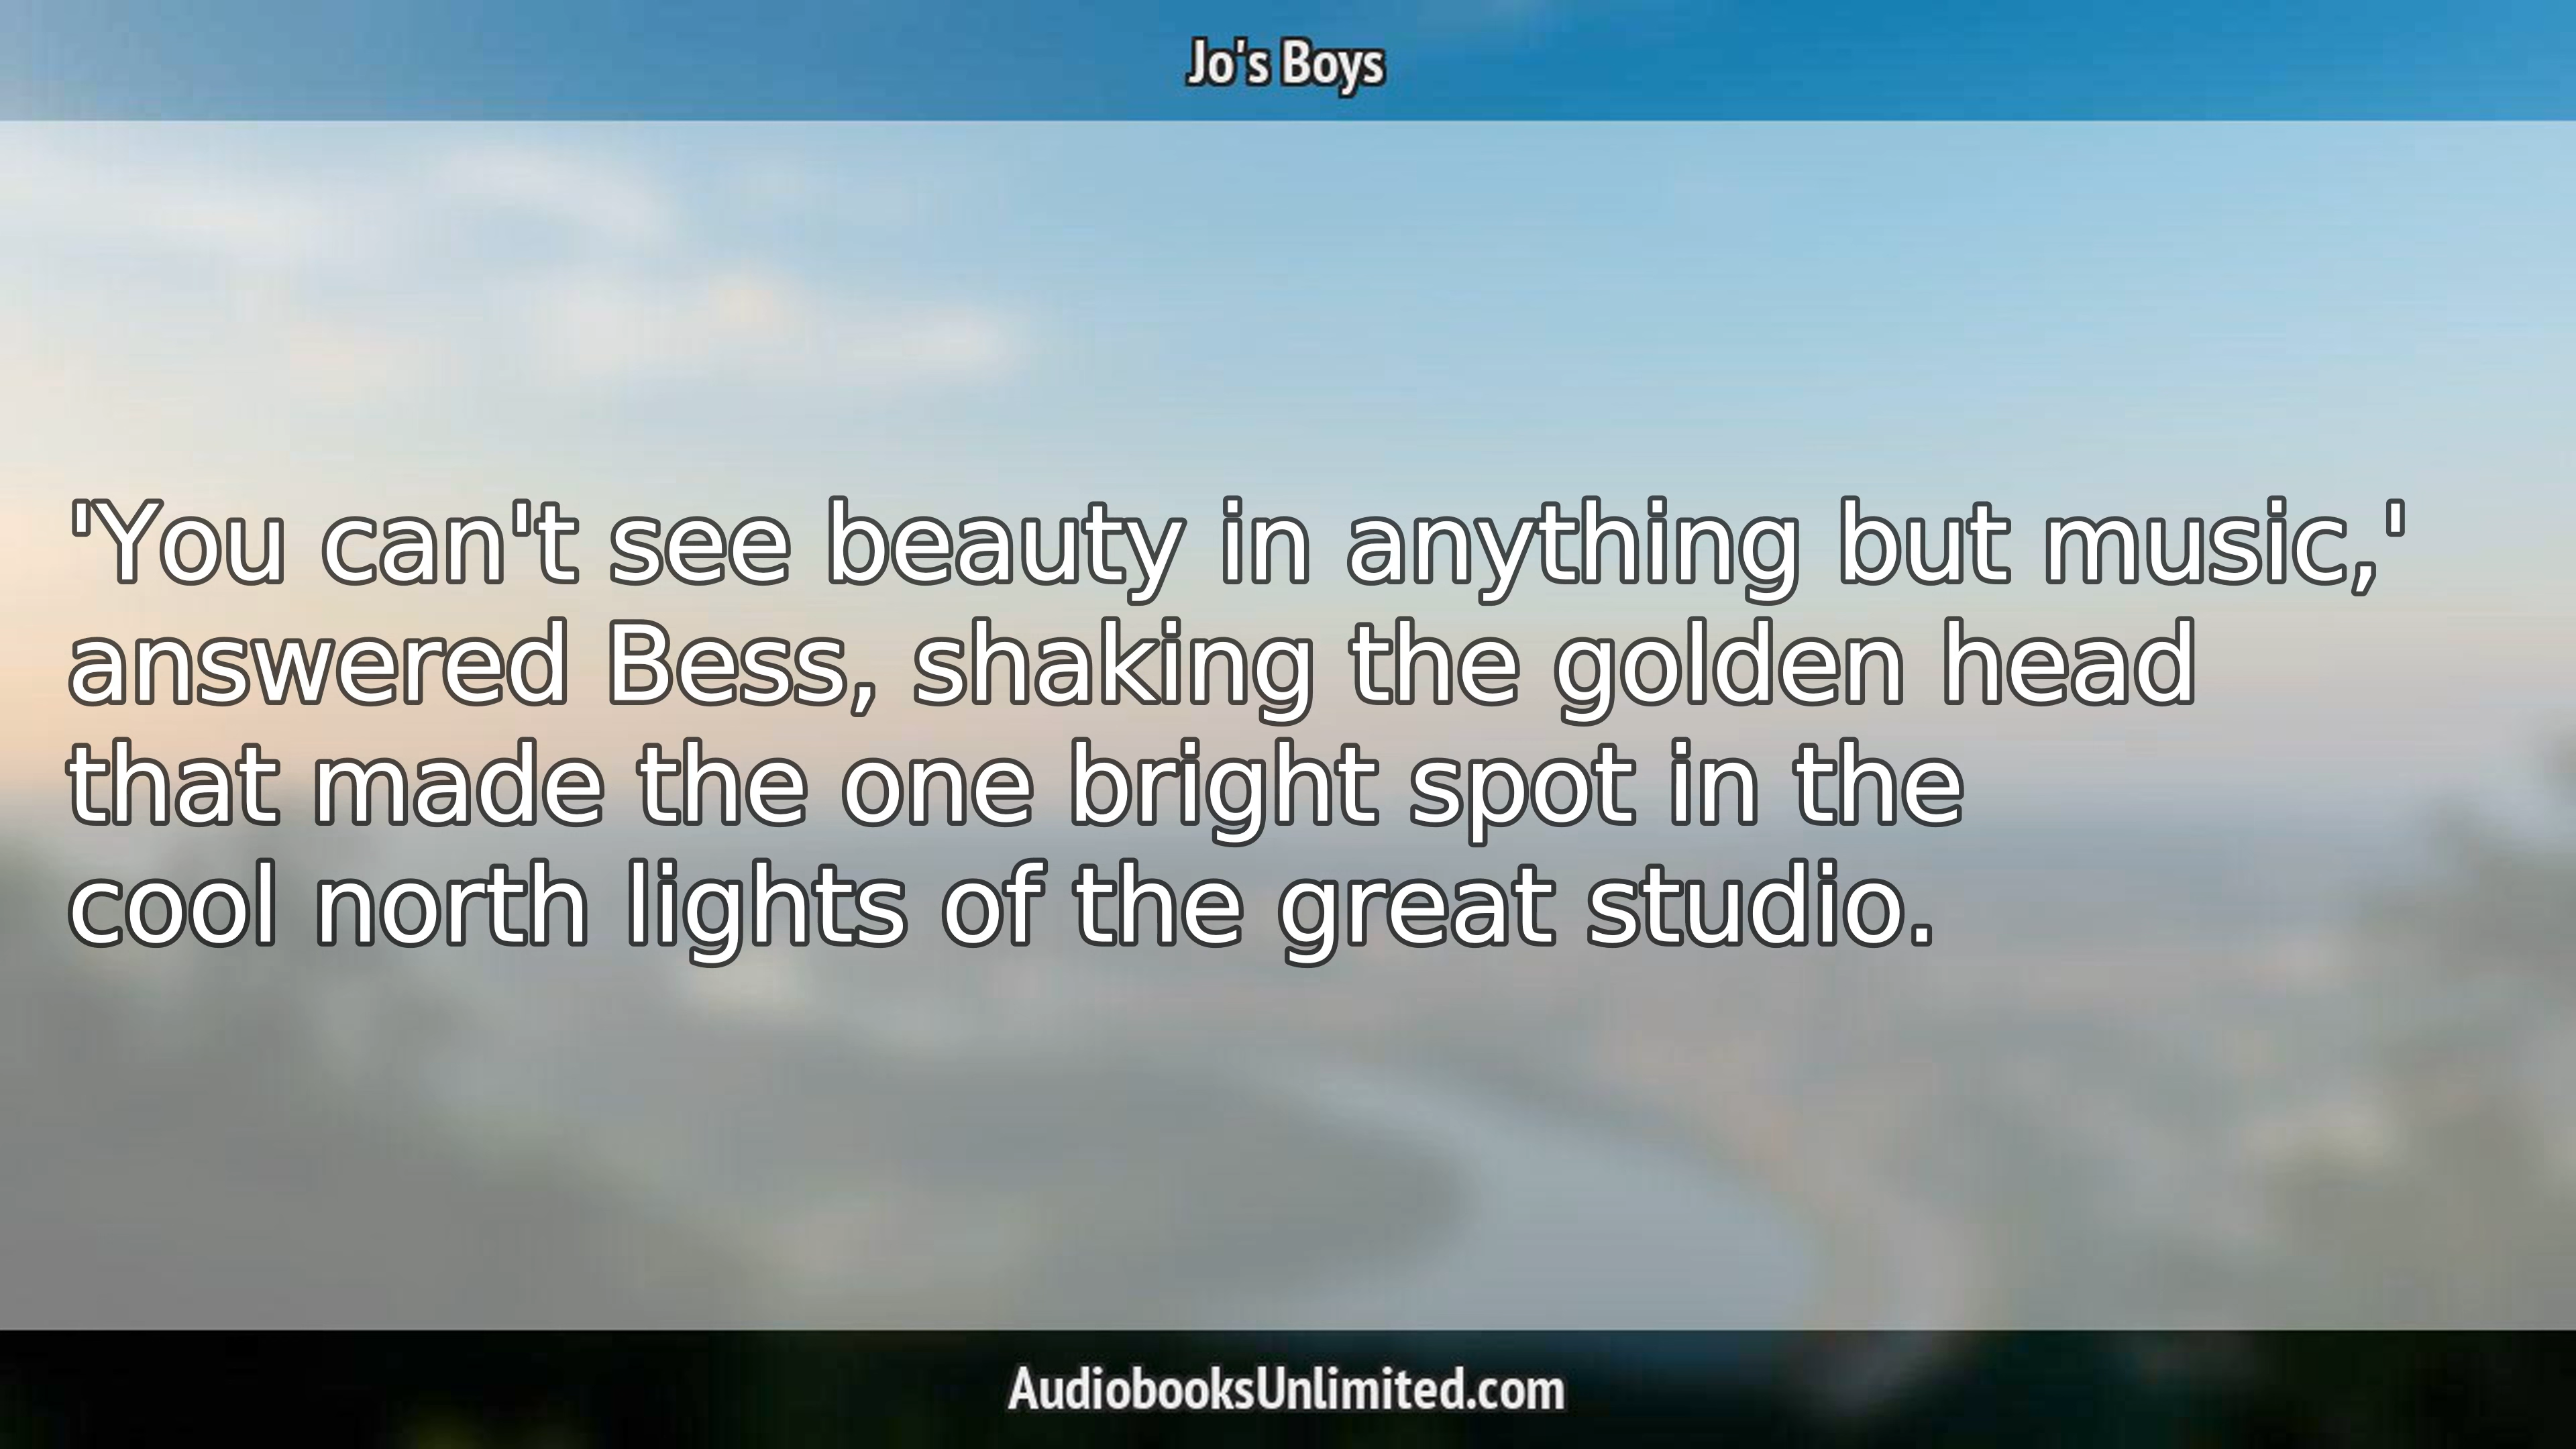 Jo's Boys
'You can't see beauty in anything but music,'
answered Bess, shaking the golden head
that made the one bright spot in the
cool north lights of the great studio.
AudiobooksUnlimited.com